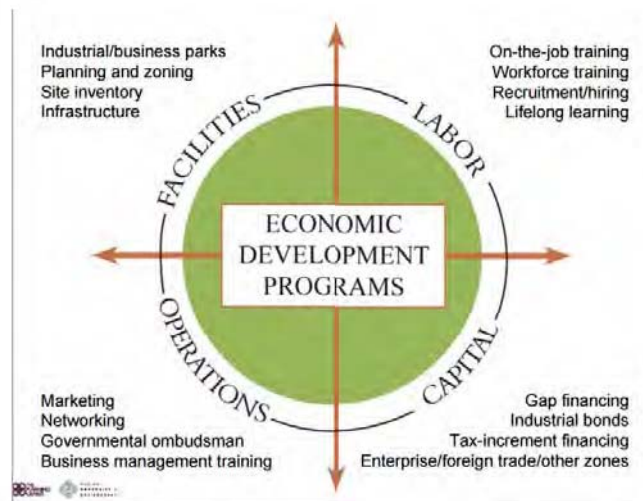 Industrial/business parks
Planning and zoning
Site inventory
Infrastructure
On-the-job training
Workforce training
Recruitment/hiring
Lifelong learning
FACILITIES
LABOR
ECONOMIC
DEVELOPMENT
PROGRAMS
OPERATIONS
CAPITAL
Marketing
Networking
Governmental ombudsman
Business management training
Gap financing
Industrial bonds
Tax-increment financing
Enterprise/foreign trade/other zones